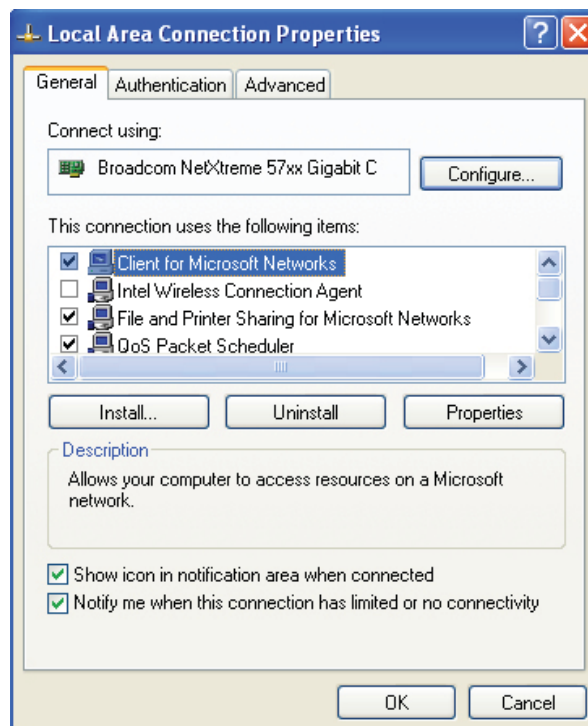 Local Area Connection Properties
General Authentication Advanced
Connect using:
Broadcom NetXtreme 57xx Gigabit C
Configure...
This connection uses the following items:
Client for Microsoft Networks
Intel Wireless Connection Agent
File and Printer Sharing for Microsoft Networks
QoS Packet Scheduler
Install... Uninstall Properties
Description
Allows your computer to access resources on a Microsoft
network.
Show icon in notification area when connected
Notify me when this connection has limited or no connectivity
OK Cancel